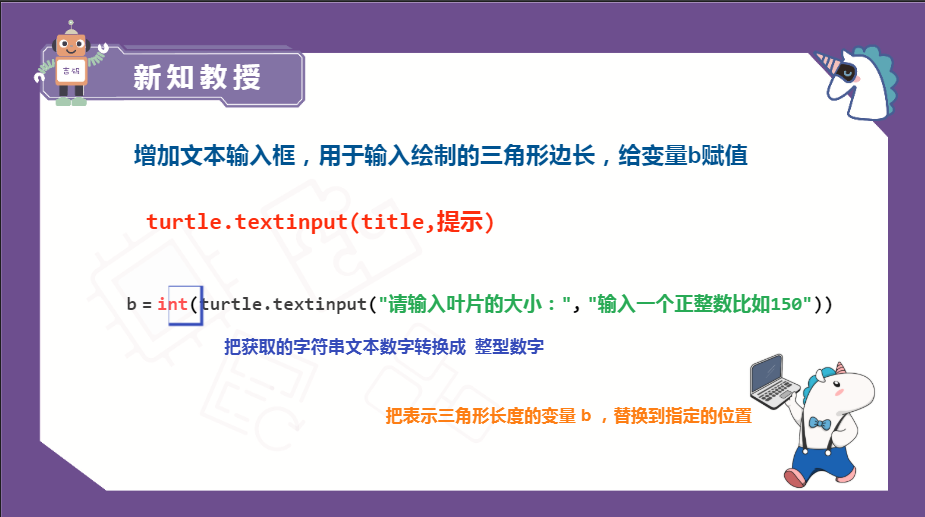 新知教授
增加文本输入框，用于输入绘制的三角形边长，给变量b赋值
turtle.textinput(title,提示)
b = int(turtle.textinput("请输入叶片的大小：", "输入一个正整数比如150"))
把获取的字符串文本数字转换成 整型数字
把表示三角形长度的变量 b ，替换到指定的位置